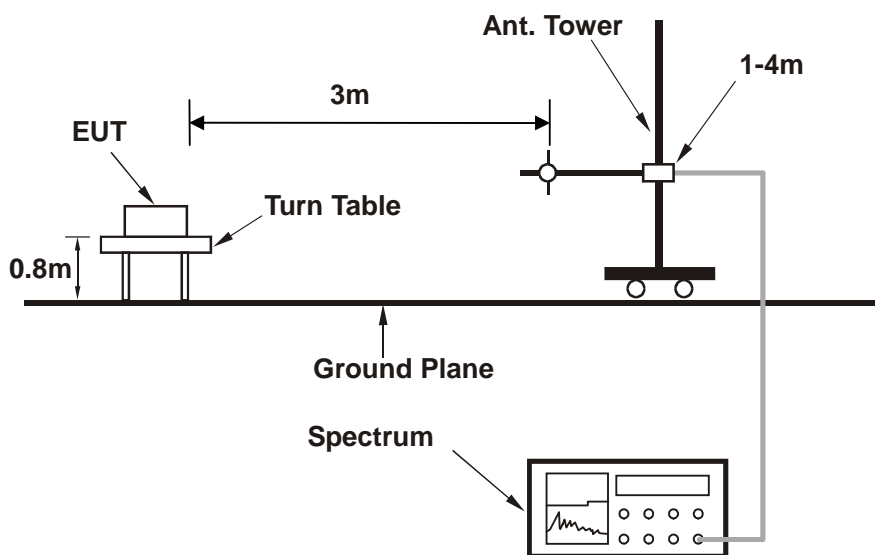 Ant. Tower
1-4m
3m
EUT
Turn Table
0.8m
Ground Plane
Spectrum